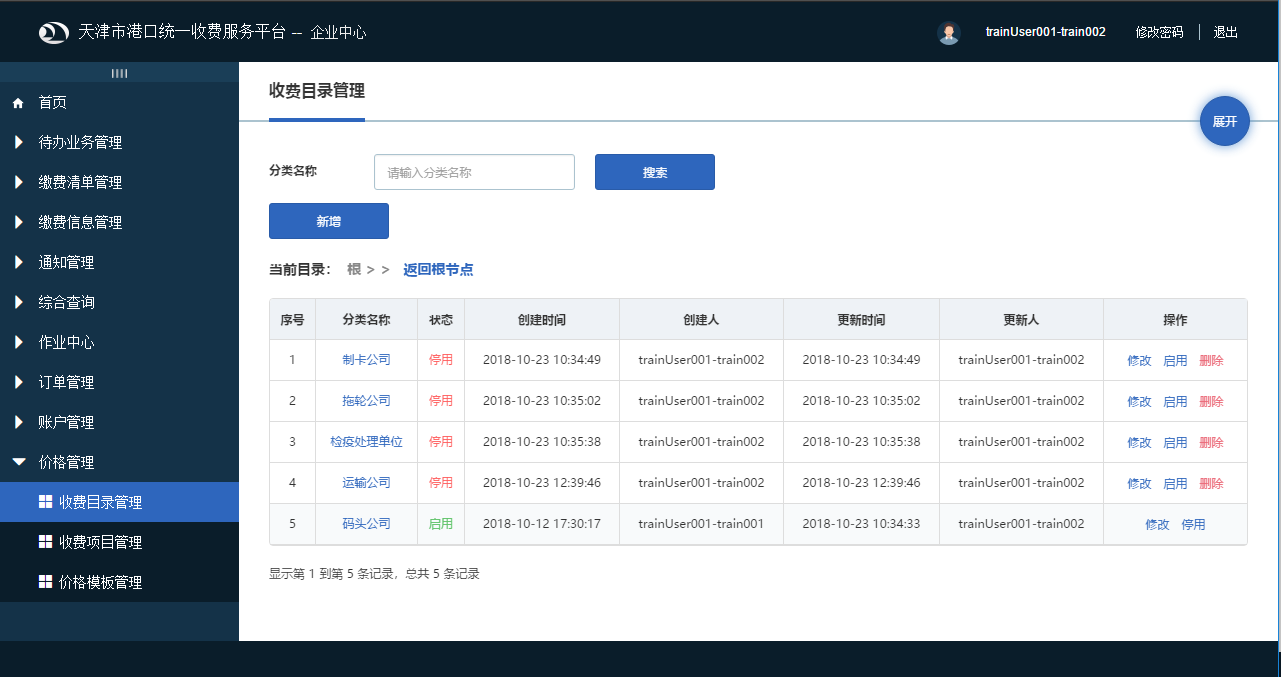 天津市港口统一收费服务平台 -- 企业中心
trainUser001-train002 修改密码 退出
首页
待办业务管理
缴费清单管理
缴费信息管理
通知管理
综合查询
作业中心
订单管理
账户管理
价格管理
收费目录管理
收费项目管理
价格模板管理
收费目录管理
展开
分类名称 请输入分类名称 搜索
新增
当前目录： 根 > > 返回根节点
序号 分类名称 状态 创建时间 创建人 更新时间 更新人 操作
1 制卡公司 停用 2018-10-23 10:34:49 trainUser001-train002 2018-10-23 10:34:49 trainUser001-train002 修改 启用 删除
2 拖轮公司 停用 2018-10-23 10:35:02 trainUser001-train002 2018-10-23 10:35:02 trainUser001-train002 修改 启用 删除
3 检疫处理单位 停用 2018-10-23 10:35:38 trainUser001-train002 2018-10-23 10:35:38 trainUser001-train002 修改 启用 删除
4 运输公司 停用 2018-10-23 12:39:46 trainUser001-train002 2018-10-23 12:39:46 trainUser001-train002 修改 启用 删除
5 码头公司 启用 2018-10-12 17:30:17 trainUser001-train001 2018-10-23 10:34:33 trainUser001-train002 修改 停用
显示第 1 到第 5 条记录，总共 5 条记录